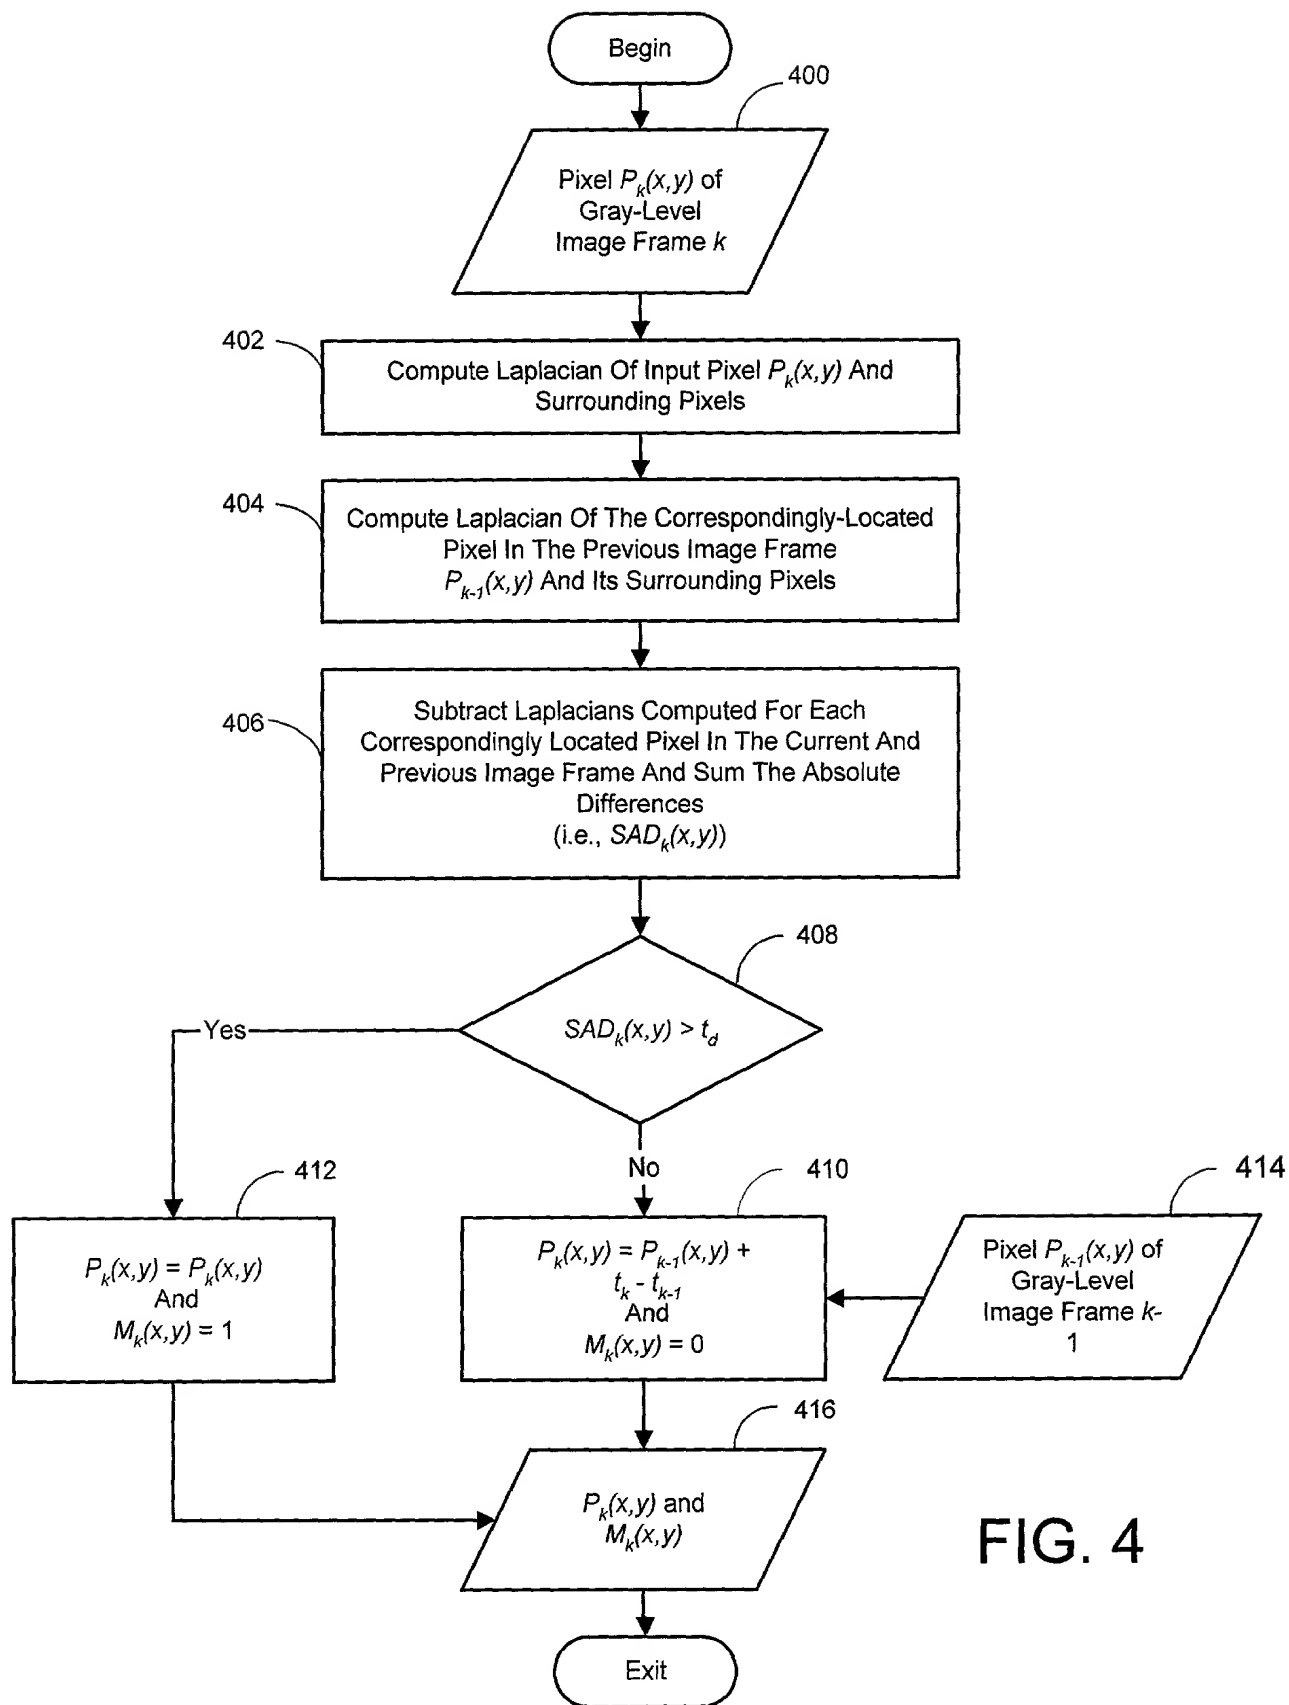 Begin
400
Pixel Pk(x,y) of
Gray-Level
Image Frame k
402
Compute Laplacian Of Input Pixel Pk(x,y) And
Surrounding Pixels
404
Compute Laplacian Of The Correspondingly-Located
Pixel In The Previous Image Frame
Pk-1(x,y) And Its Surrounding Pixels
406
Subtract Laplacians Computed For Each
Correspondingly Located Pixel In The Current And
Previous Image Frame And Sum The Absolute
Differences
(i.e., SADk(x,y))
408
SADk(x,y) > td
Yes
No
412
Pk(x,y) = Pk(x,y)
And
Mk(x,y) = 1
410
Pk(x,y) = Pk-1(x,y) +
tk - tk-1
And
Mk(x,y) = 0
414
Pixel Pk-1(x,y) of
Gray-Level
Image Frame k-
1
416
Pk(x,y) and
Mk(x,y)
FIG. 4
Exit